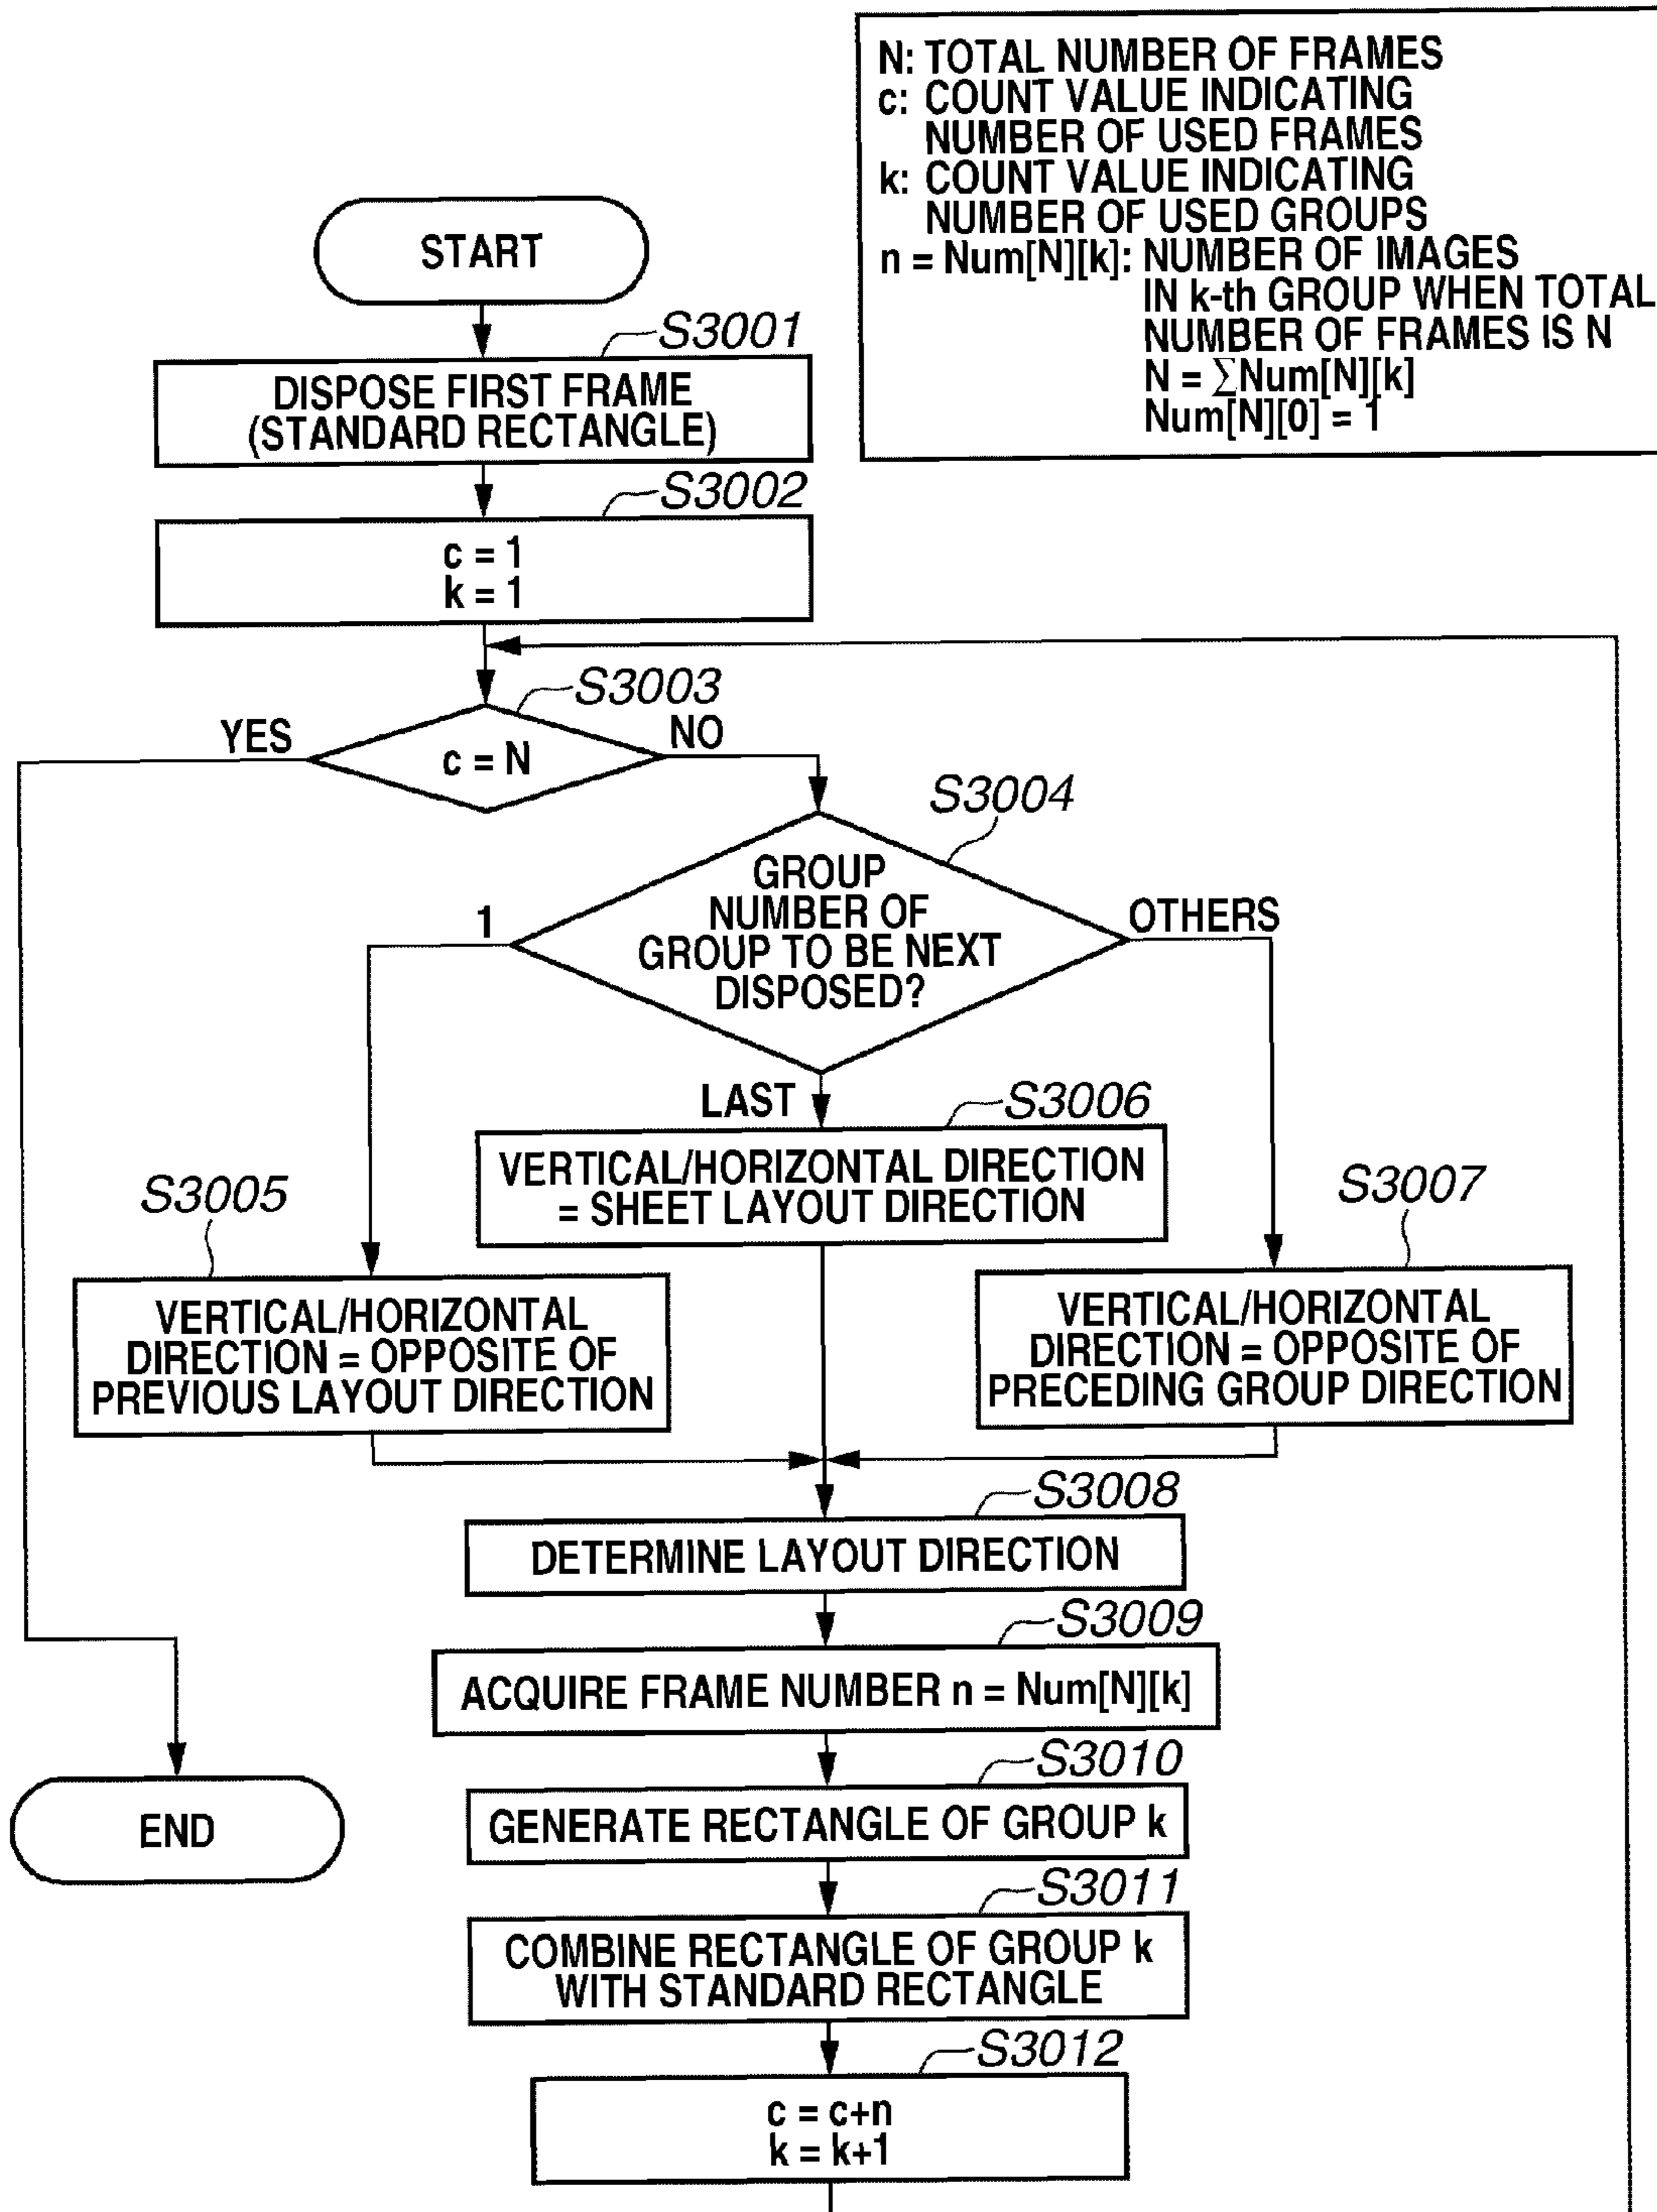 N: TOTAL NUMBER OF FRAMES
c: COUNT VALUE INDICATING
NUMBER OF USED FRAMES
k: COUNT VALUE INDICATING
NUMBER OF USED GROUPS
n = Num[N][k]: NUMBER OF IMAGES
IN k-th GROUP WHEN TOTAL
NUMBER OF FRAMES IS N
N = ∑Num[N][k]
Num[N][0] = 1
START
S3001
DISPOSE FIRST FRAME
(STANDARD RECTANGLE)
S3002
c = 1
k = 1
S3003
YES
c = N
NO
S3004
GROUP
NUMBER OF
GROUP TO BE NEXT
DISPOSED?
1
OTHERS
LAST
S3006
VERTICAL/HORIZONTAL DIRECTION
= SHEET LAYOUT DIRECTION
S3005
VERTICAL/HORIZONTAL
DIRECTION = OPPOSITE OF
PREVIOUS LAYOUT DIRECTION
S3007
VERTICAL/HORIZONTAL
DIRECTION = OPPOSITE OF
PRECEDING GROUP DIRECTION
S3008
DETERMINE LAYOUT DIRECTION
S3009
ACQUIRE FRAME NUMBER n = Num[N][k]
S3010
GENERATE RECTANGLE OF GROUP k
END
S3011
COMBINE RECTANGLE OF GROUP k
WITH STANDARD RECTANGLE
S3012
c = c+n
k = k+1